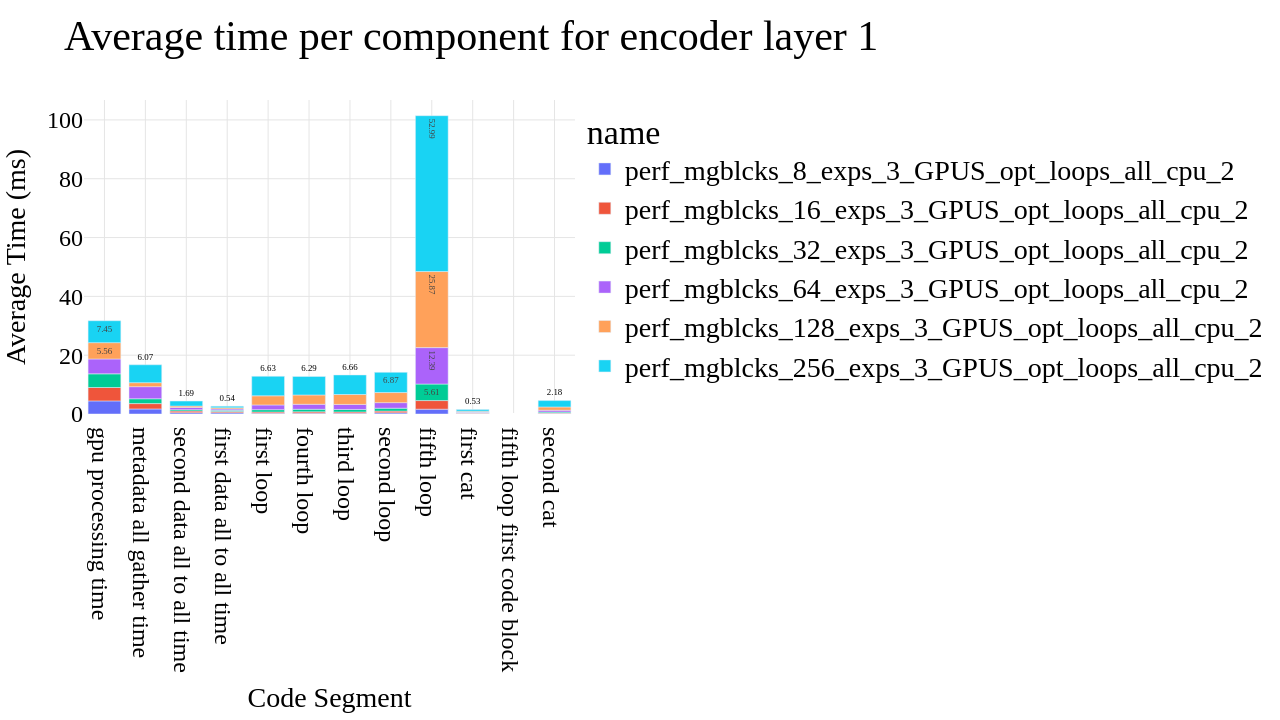 Average time per component for encoder layer 1
Average Time (ms)
100
80
60
40
20
0
7.45
5.56
6.07
1.69
0.54
6.63
6.29
6.66
6.87
52.99
25.87
12.39
5.61
0.53
2.18
gpu processing time
metadata all gather time
second data all to all time
first data all to all time
first loop
fourth loop
third loop
second loop
fifth loop
first cat
fifth loop first code block
second cat
Code Segment
name
perf_mgblcks_8_exps_3_GPUS_opt_loops_all_cpu_2
perf_mgblcks_16_exps_3_GPUS_opt_loops_all_cpu_2
perf_mgblcks_32_exps_3_GPUS_opt_loops_all_cpu_2
perf_mgblcks_64_exps_3_GPUS_opt_loops_all_cpu_2
perf_mgblcks_128_exps_3_GPUS_opt_loops_all_cpu_2
perf_mgblcks_256_exps_3_GPUS_opt_loops_all_cpu_2